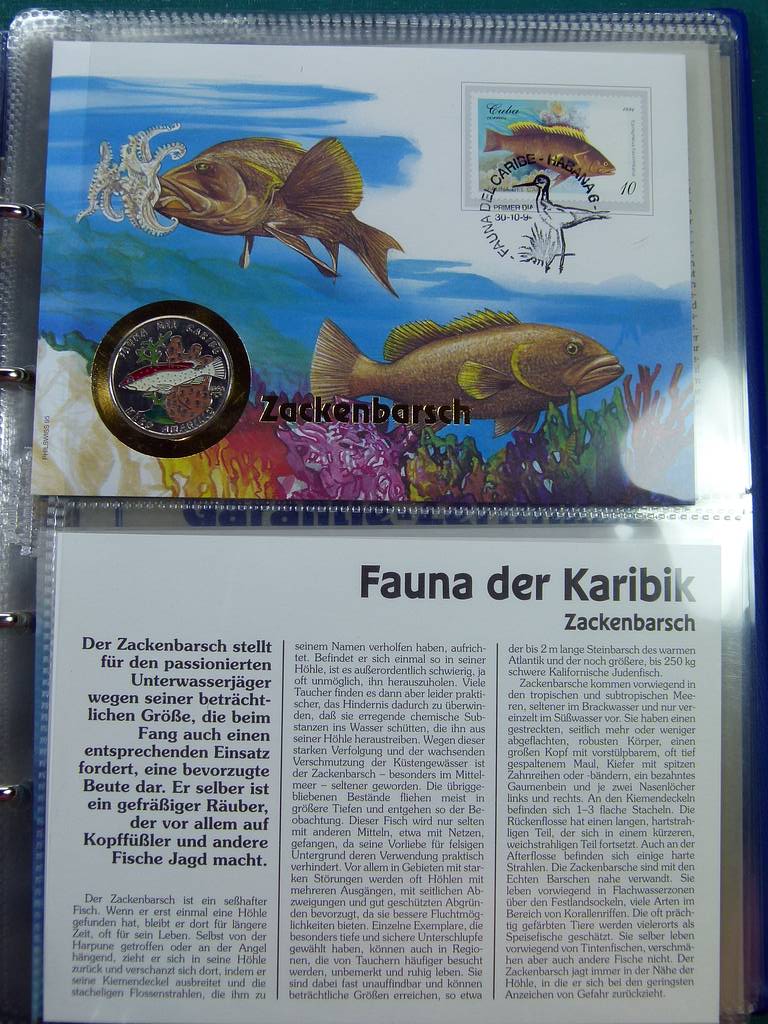 Cuba
1994
10
FAUNA DEL CARIBE - HABANA 6 -
PRIMER DIA
30-10-9
FAUNA DEL CARIBE
Zackenbarsch
PHILSWISS 95
Fauna der Karibik
Zackenbarsch
Der Zackenbarsch stellt
für den passionierten
Unterwasserjäger
wegen seiner beträcht-
lichen Größe, die beim
Fang auch einen
entsprechenden Einsatz
fordert, eine bevorzugte
Beute dar. Er selber ist
ein gefräßiger Räuber,
der vor allem auf
Kopffüßler und andere
Fische Jagd macht.
Der Zackenbarsch ist ein seßhafter
Fisch. Wenn er erst einmal eine Höhle
gefunden hat, bleibt er dort für längere
Zeit, oft für sein Leben. Selbst von der
Harpune getroffen oder an der Angel
hängend, zieht er sich in seine Höhle
zurück und verschanzt sich dort, indem er
seine Kiemendeckel ausbreitet und die
stacheligen Flossenstrahlen, die ihm zu
seinem Namen verholfen haben, aufrich-
tet. Befindet er sich einmal so in seiner
Höhle, ist es außerordentlich schwierig, ja
oft unmöglich, ihn herauszuholen. Viele
Taucher finden es dann aber leider prakti-
scher, das Hindernis dadurch zu überwin-
den, daß sie erregende chemische Sub-
stanzen ins Wasser schütten, die ihn aus
seiner Höhle heraustreiben. Wegen dieser
starken Verfolgung und der wachsenden
Verschmutzung der Küstengewässer ist
der Zackenbarsch – besonders im Mittel-
meer – seltener geworden. Die übrigge-
bliebenen Bestände fliehen meist in
größere Tiefen und entgehen so der Be-
obachtung. Dieser Fisch wird nur selten
mit anderen Mitteln, etwa mit Netzen,
gefangen, da seine Vorliebe für felsigen
Untergrund deren Verwendung praktisch
verhindert. Vor allem in Gebieten mit star-
ken Störungen werden oft Höhlen mit
mehreren Ausgängen, mit seitlichen Ab-
zweigungen und gut geschützten Abgrün-
den bevorzugt, da sie bessere Fluchtmög-
lichkeiten bieten. Einzelne Exemplare, die
besonders tiefe und sichere Unterschlupfe
gewählt haben, können auch in Regio-
nen, die von Tauchern häufiger besucht
werden, unbemerkt und ruhig leben. Sie
sind dabei fast unauffindbar und können
beträchtliche Größen erreichen, so etwa
der bis 2 m lange Steinbarsch des warmen
Atlantik und der noch größere, bis 250 kg
schwere Kalifornische Judenfisch.
Zackenbarsche kommen vorwiegend in
den tropischen und subtropischen Mee-
ren, seltener im Brackwasser und nur ver-
einzelt im Süßwasser vor. Sie haben einen
gestreckten, seitlich mehr oder weniger
abgeflachten, robusten Körper, einen
großen Kopf mit vorstülpbarem, oft tief
gespaltenem Maul, Kiefer mit spitzen
Zahnreihen oder -bändern, ein bezahntes
Gaumenbein und je zwei Nasenlöcher
links und rechts. An den Kiemendeckeln
befinden sich 1–3 flache Stacheln. Die
Rückenflosse hat einen langen, hartstrah-
ligen Teil, der sich in einem kürzeren,
weichstrahligen Teil fortsetzt. Auch an der
Afterflosse befinden sich einige harte
Strahlen. Die Zackenbarsche sind mit den
Echten Barschen nahe verwandt. Sie
leben vorwiegend in Flachwasserzonen
über den Festlandsockeln, viele Arten im
Bereich von Korallenriffen. Die oft präch-
tig gefärbten Tiere werden vielerorts als
Speisefische geschätzt. Sie selber leben
vorwiegend von Tintenfischen, verschmä-
hen aber auch andere Fische nicht. Der
Zackenbarsch jagt immer in der Nähe der
Höhle, in die er sich bei den geringsten
Anzeichen von Gefahr zurückzieht.